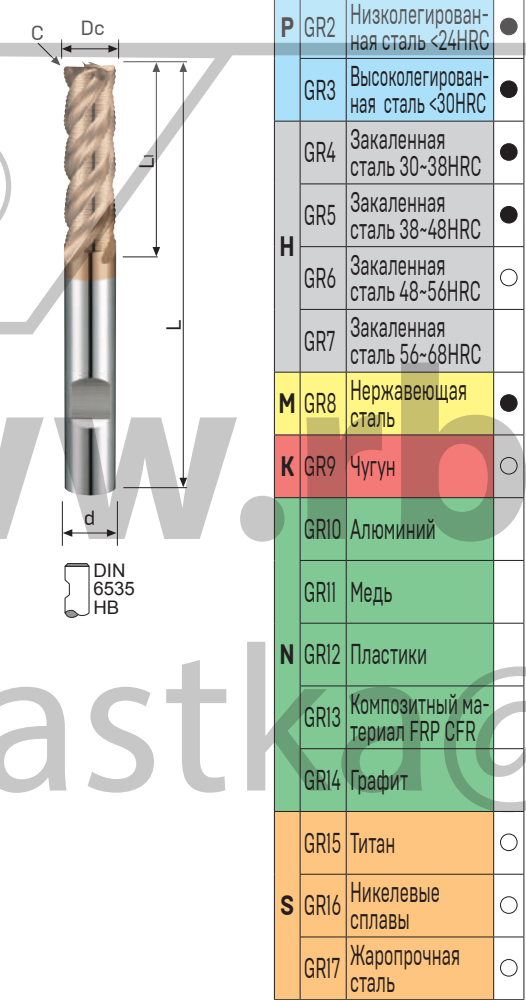 C
Dc
L1
L
d
DIN
6535
HB
P
GR2
Низколегирован-
ная сталь <24HRC
GR3
Высоколегирован-
ная сталь <30HRC
H
GR4
Закаленная
сталь 30~38HRC
GR5
Закаленная
сталь 38~48HRC
GR6
Закаленная
сталь 48~56HRC
GR7
Закаленная
сталь 56~68HRC
M
GR8
Нержавеющая
сталь
K
GR9
Чугун
N
GR10
Алюминий
GR11
Медь
GR12
Пластики
GR13
Композитный ма-
териал FRP CFR
GR14
Графит
S
GR15
Титан
GR16
Никелевые
сплавы
GR17
Жаропрочная
сталь
ww.rb
astka@